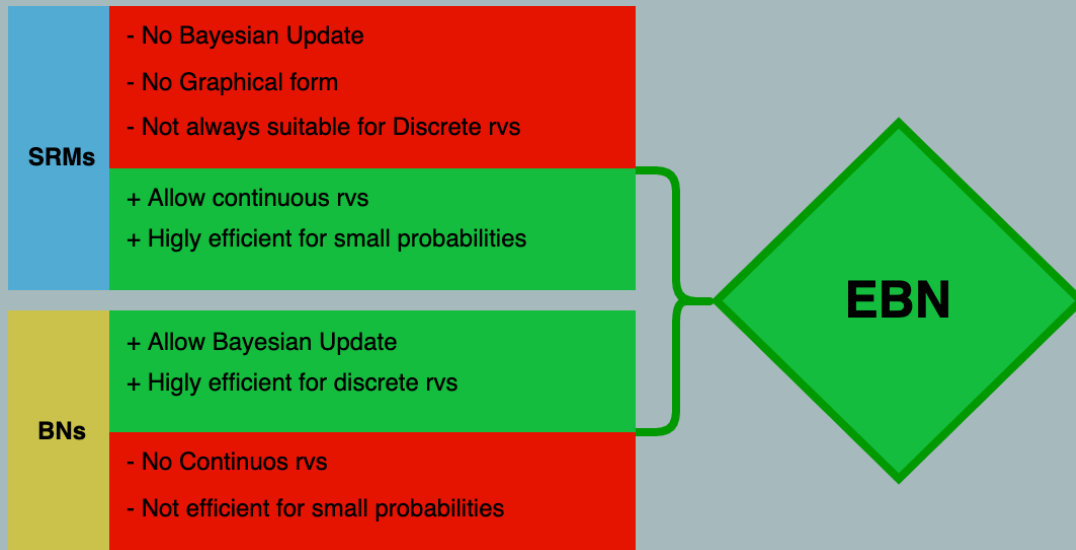 SRMs
- No Bayesian Update
- No Graphical form
- Not always suitable for Discrete rvs
+ Allow continuous rvs
+ Higly efficient for small probabilities
BNs
+ Allow Bayesian Update
+ Higly efficient for discrete rvs
- No Continuos rvs
- Not efficient for small probabilities
EBN